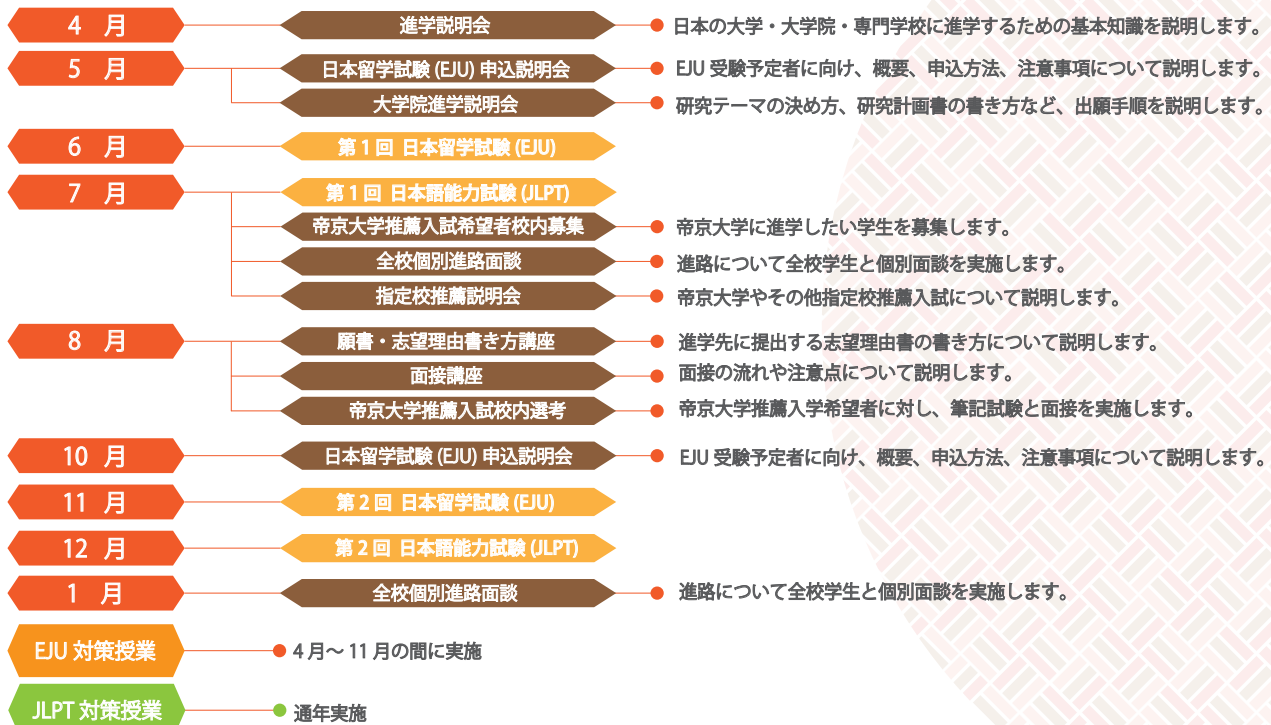 4 月 進学説明会 日本の大学・大学院・専門学校に進学するための基本知識を説明します。
5 月 日本留学試験 (EJU) 申込説明会 EJU 受験予定者に向け、概要、申込方法、注意事項について説明します。
大学院進学説明会 研究テーマの決め方、研究計画書の書き方など、出願手順を説明します。
6 月 第 1 回 日本留学試験 (EJU)
7 月 第 1 回 日本語能力試験 (JLPT)
帝京大学推薦入試希望者校内募集 帝京大学に進学したい学生を募集します。
全校個別進路面談 進路について全校学生と個別面談を実施します。
指定校推薦説明会 帝京大学やその他指定校推薦入試について説明します。
8 月 願書・志望理由書き方講座 進学先に提出する志望理由書の書き方について説明します。
面接講座 面接の流れや注意点について説明します。
帝京大学推薦入試校内選考 帝京大学推薦入学希望者に対し、筆記試験と面接を実施します。
10 月 日本留学試験 (EJU) 申込説明会 EJU 受験予定者に向け、概要、申込方法、注意事項について説明します。
11 月 第 2 回 日本留学試験 (EJU)
12 月 第 2 回 日本語能力試験 (JLPT)
1 月 全校個別進路面談 進路について全校学生と個別面談を実施します。
EJU 対策授業 4 月〜 11 月の間に実施
JLPT 対策授業 通年実施